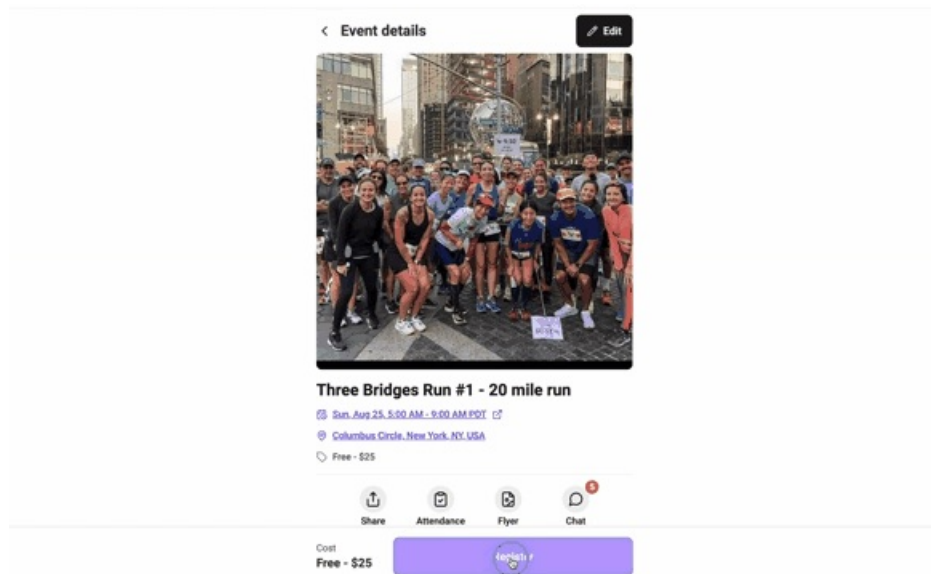 Event details
Edit
Three Bridges Run #1 - 20 mile run
Sun, Aug 25, 5:00 AM - 9:00 AM PDT
Columbus Circle, New York, NY, USA
Free - $25
5
Share Attendance Flyer Chat
Cost
Free - $25
Register